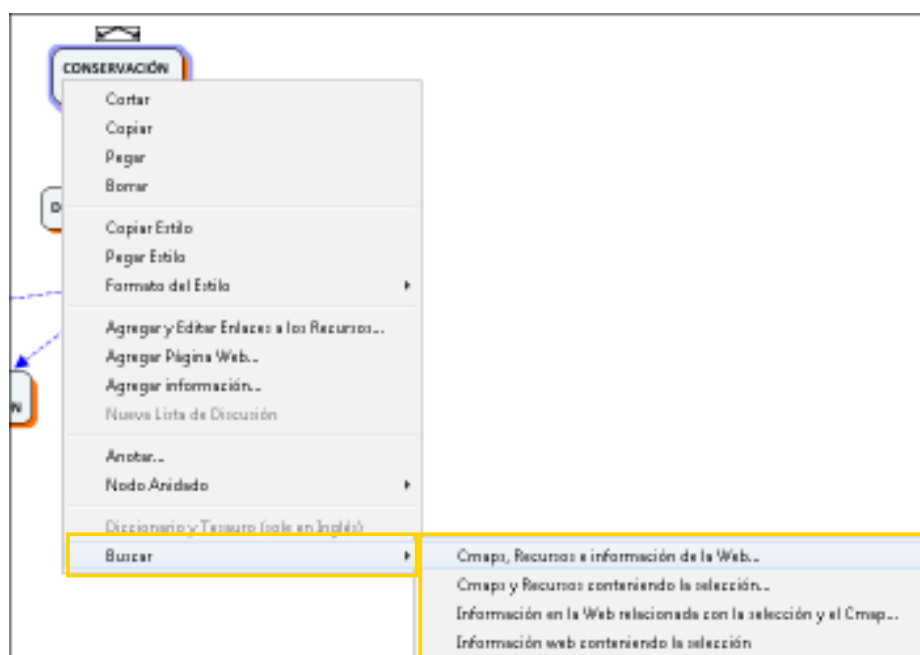 CONSERVACIÓN
Cortar
Copiar
Pegar
Borrar
D
Copiar Estilo
Pegar Estilo
Formato del Estilo
Agregar y Editar Enlaces a los Recursos...
Agregar Página Web...
Agregar información...
N
Nueva Lista de Discusión
Anotar...
Nodo Anidado
Diccionario y Tesauro (solo en Inglés)
Buscar
Cmaps, Recursos e información de la Web...
Cmaps y Recursos conteniendo la selección...
Información en la Web relacionada con la selección y el Cmap...
Información web conteniendo la selección